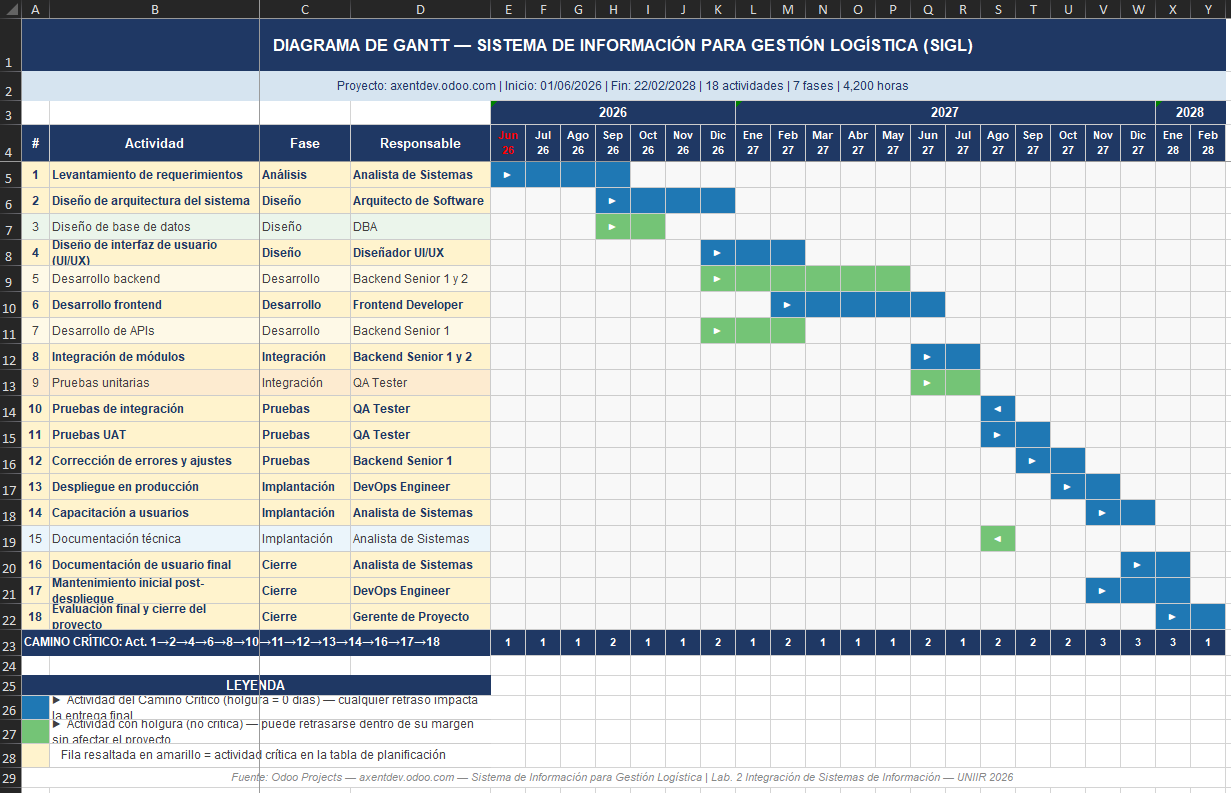 A B C D E F G H I J K L M N O P Q R S T U V W X Y
1 DIAGRAMA DE GANTT — SISTEMA DE INFORMACIÓN PARA GESTIÓN LOGÍSTICA (SIGL)
2 Proyecto: axentdev.odoo.com | Inicio: 01/06/2026 | Fin: 22/02/2028 | 18 actividades | 7 fases | 4,200 horas
3 2026 2027 2028
4 # Actividad Fase Responsable Jun 26 Jul 26 Ago 26 Sep 26 Oct 26 Nov 26 Dic 26 Ene 27 Feb 27 Mar 27 Abr 27 May 27 Jun 27 Jul 27 Ago 27 Sep 27 Oct 27 Nov 27 Dic 27 Ene 28 Feb 28
5 1 Levantamiento de requerimientos Análisis Analista de Sistemas ►
6 2 Diseño de arquitectura del sistema Diseño Arquitecto de Software ►
7 3 Diseño de base de datos Diseño DBA ►
8 4 Diseño de interfaz de usuario (UI/UX) Diseño Diseñador UI/UX ►
9 5 Desarrollo backend Desarrollo Backend Senior 1 y 2 ►
10 6 Desarrollo frontend Desarrollo Frontend Developer ►
11 7 Desarrollo de APIs Desarrollo Backend Senior 1 ►
12 8 Integración de módulos Integración Backend Senior 1 y 2 ►
13 9 Pruebas unitarias Integración QA Tester ►
14 10 Pruebas de integración Pruebas QA Tester ◄
15 11 Pruebas UAT Pruebas QA Tester ►
16 12 Corrección de errores y ajustes Pruebas Backend Senior 1 ►
17 13 Despliegue en producción Implantación DevOps Engineer ►
18 14 Capacitación a usuarios Implantación Analista de Sistemas ►
19 15 Documentación técnica Implantación Analista de Sistemas ◄
20 16 Documentación de usuario final Cierre Analista de Sistemas ►
21 17 Mantenimiento inicial post-despliegue Cierre DevOps Engineer ►
22 18 Evaluación final y cierre del proyecto Cierre Gerente de Proyecto ►
23 CAMINO CRÍTICO: Act. 1→2→4→6→8→10→11→12→13→14→16→17→18 1 1 1 2 1 1 2 1 2 1 1 1 2 1 2 2 2 3 3 3 1
24
25 LEYENDA
26 ► Actividad del Camino Crítico (holgura = 0 días) — cualquier retraso impacta
la entrega final
27 ► Actividad con holgura (no crítica) — puede retrasarse dentro de su margen
sin afectar el proyecto
28 Fila resaltada en amarillo = actividad crítica en la tabla de planificación
29 Fuente: Odoo Projects — axentdev.odoo.com — Sistema de Información para Gestión Logística | Lab. 2 Integración de Sistemas de Información — UNIIR 2026